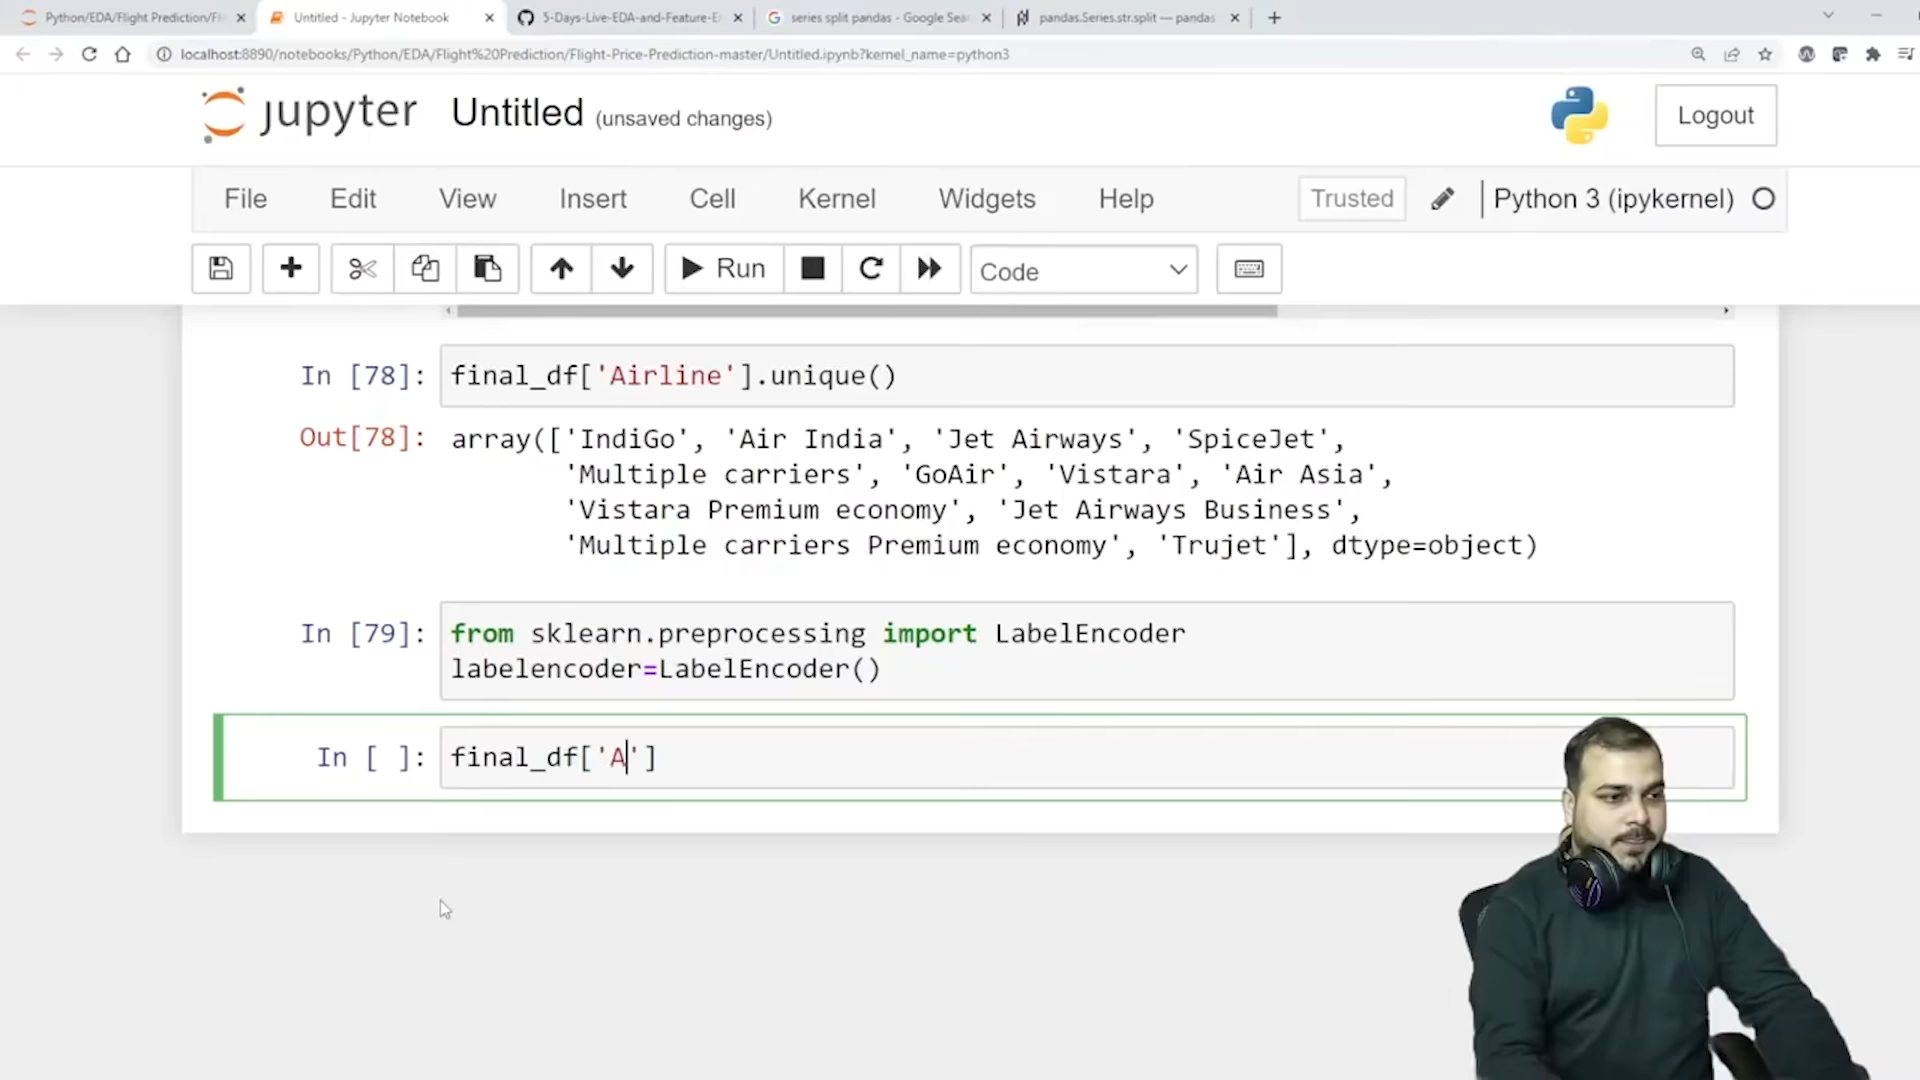 Python/EDA/Flight Prediction/Fl
Untitled - Jupyter Notebook
5-Days-Live-EDA-and-Feature-E
series split pandas - Google Sea
pandas.Series.str.split — pandas
localhost:8890/notebooks/Python/EDA/Flight%20Prediction/Flight-Price-Prediction-master/Untitled.ipynb?kernel_name=python3
jupyter Untitled (unsaved changes)
Logout
File Edit View Insert Cell Kernel Widgets Help Trusted Python 3 (ipykernel)
Run Code
In [78]: final_df['Airline'].unique()
Out[78]: array(['IndiGo', 'Air India', 'Jet Airways', 'SpiceJet',
'Multiple carriers', 'GoAir', 'Vistara', 'Air Asia',
'Vistara Premium economy', 'Jet Airways Business',
'Multiple carriers Premium economy', 'Trujet'], dtype=object)
In [79]: from sklearn.preprocessing import LabelEncoder
labelencoder=LabelEncoder()
In [ ]: final_df['A']